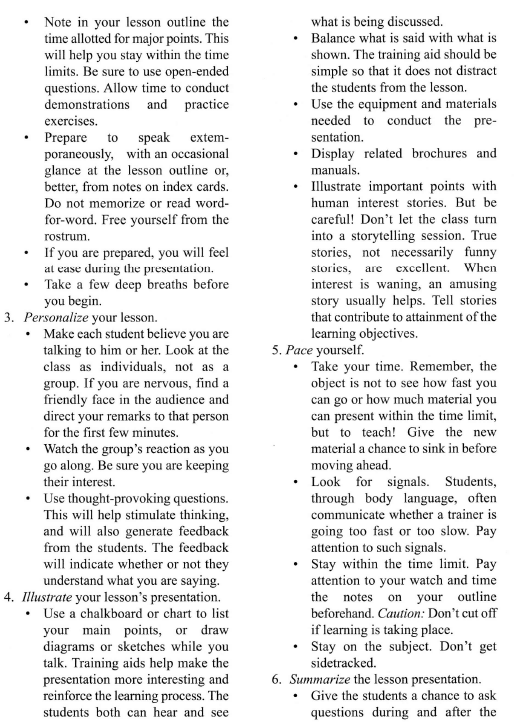 • Note in your lesson outline the
time allotted for major points. This
will help you stay within the time
limits. Be sure to use open-ended
questions. Allow time to conduct
demonstrations and practice
exercises.
• Prepare to speak extem-
poraneously, with an occasional
glance at the lesson outline or,
better, from notes on index cards.
Do not memorize or read word-
for-word. Free yourself from the
rostrum.
• If you are prepared, you will feel
at ease during the presentation.
• Take a few deep breaths before
you begin.
3. Personalize your lesson.
• Make each student believe you are
talking to him or her. Look at the
class as individuals, not as a
group. If you are nervous, find a
friendly face in the audience and
direct your remarks to that person
for the first few minutes.
• Watch the group's reaction as you
go along. Be sure you are keeping
their interest.
• Use thought-provoking questions.
This will help stimulate thinking,
and will also generate feedback
from the students. The feedback
will indicate whether or not they
understand what you are saying.
4. Illustrate your lesson's presentation.
• Use a chalkboard or chart to list
your main points, or draw
diagrams or sketches while you
talk. Training aids help make the
presentation more interesting and
reinforce the learning process. The
students both can hear and see
what is being discussed.
• Balance what is said with what is
shown. The training aid should be
simple so that it does not distract
the students from the lesson.
• Use the equipment and materials
needed to conduct the pre-
sentation.
• Display related brochures and
manuals.
• Illustrate important points with
human interest stories. But be
careful! Don't let the class turn
into a storytelling session. True
stories, not necessarily funny
stories, are excellent. When
interest is waning, an amusing
story usually helps. Tell stories
that contribute to attainment of the
learning objectives.
5. Pace yourself.
• Take your time. Remember, the
object is not to see how fast you
can go or how much material you
can present within the time limit,
but to teach! Give the new
material a chance to sink in before
moving ahead.
• Look for signals. Students,
through body language, often
communicate whether a trainer is
going too fast or too slow. Pay
attention to such signals.
• Stay within the time limit. Pay
attention to your watch and time
the notes on your outline
beforehand. Caution: Don't cut off
if learning is taking place.
• Stay on the subject. Don't get
sidetracked.
6. Summarize the lesson presentation.
• Give the students a chance to ask
questions during and after the